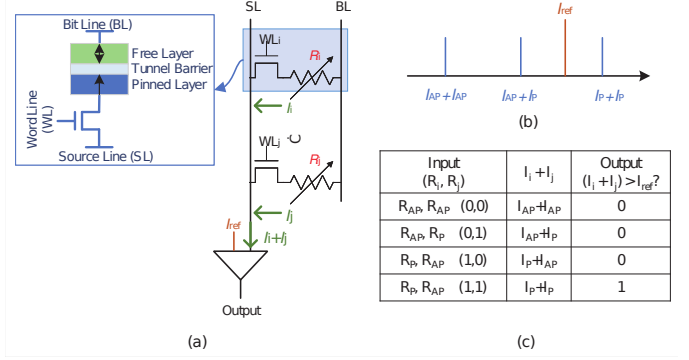 Bit Line (BL)
Free Layer
Tunnel Barrier
Pinned Layer
WordLine
(WL)
Source Line (SL)
SL
BL
WLi
Ri
Ii
WLj
Rj
Ij
Iref
Ii+Ij
Output
(a)
Iref
IAP+IAP
IAP+IP
IP+IP
(b)
Input
(Ri, Rj)
Ii+Ij
Output
(Ii+Ij)>Iref?
RAP, RAP (0,0)
IAP+IAP
0
RAP, RP (0,1)
IAP+IP
0
RP, RAP (1,0)
IP+IAP
0
RP, RAP (1,1)
IP+IP
1
(c)